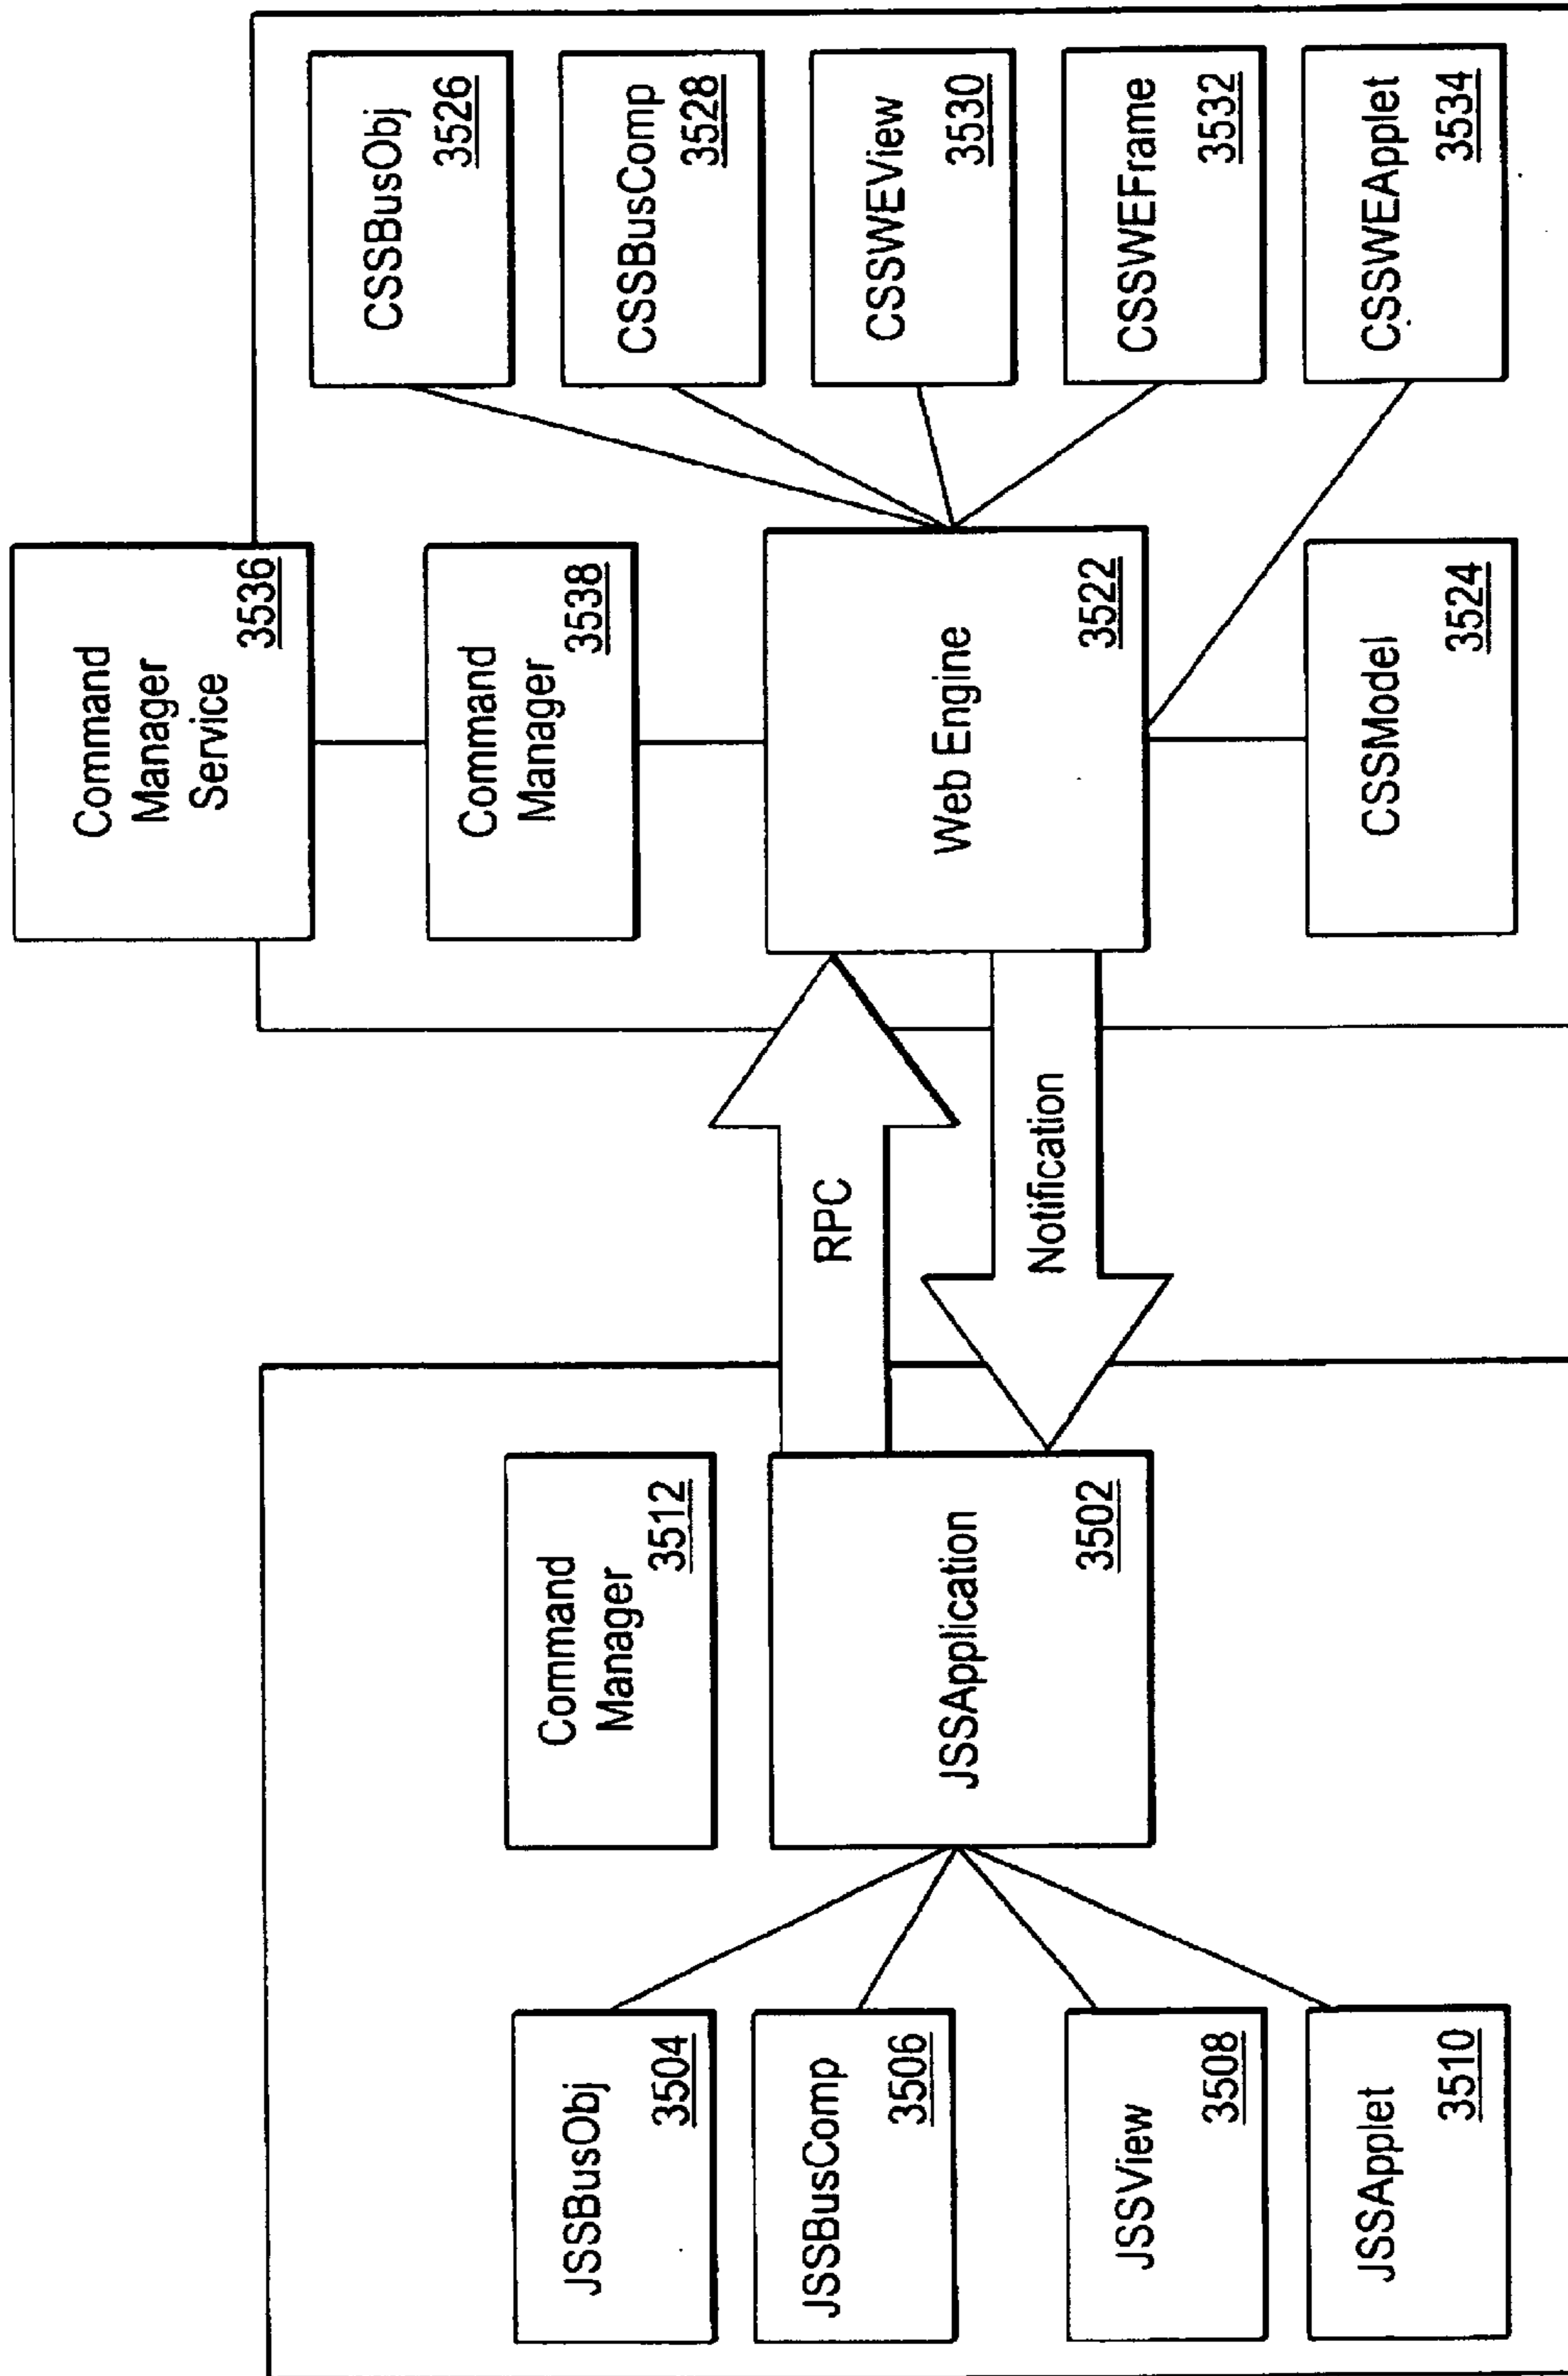 Command
Manager
Service
3536
Command
Manager
3512
Command
Manager
3538
JSSBusObj
3504
JSSBusComp
3506
JSSView
3508
JSSApplet
3510
JSSApplication
3502
RPC
Notification
Web Engine
3522
CSSModel
3524
CSSBusObj
3526
CSSBusComp
3528
CSSWEView
3530
CSSWEFrame
3532
CSSWEApplet
3534